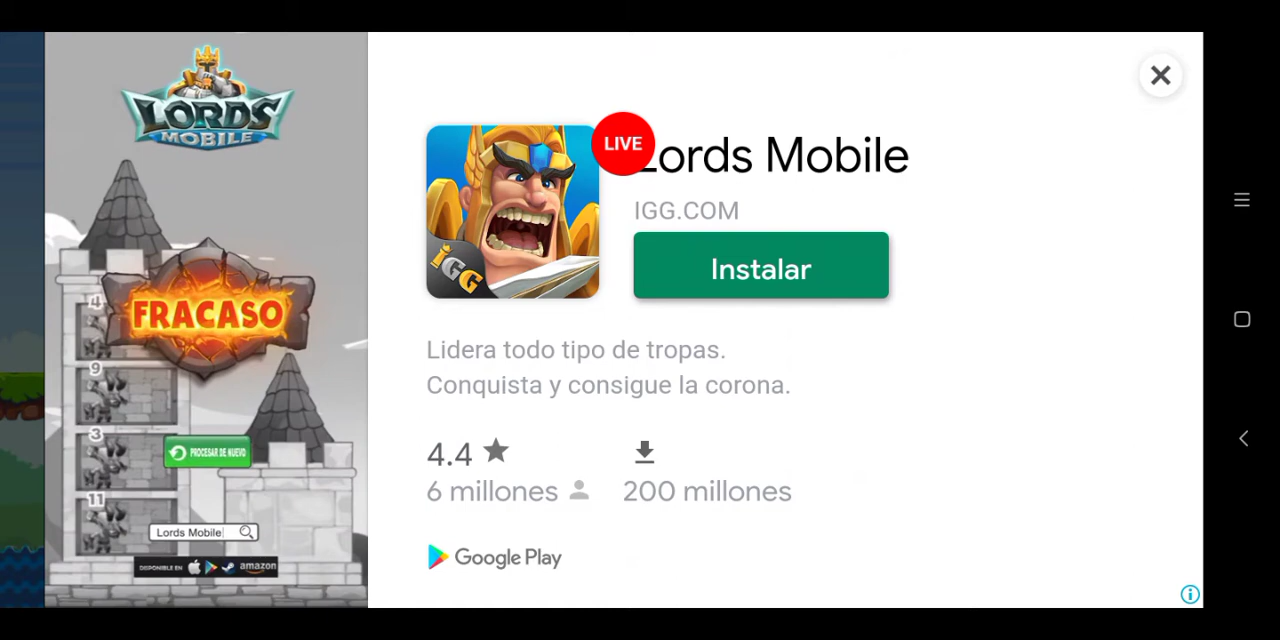 LORDS
MOBILE
FRACASO
4
9
3
11
PROCESAR DE NUEVO
Lords Mobile
DISPONIBLE EN
amazon
IGG
LIVE
Lords Mobile
IGG.COM
Instalar
Lidera todo tipo de tropas.
Conquista y consigue la corona.
4.4
6 millones
200 millones
Google Play